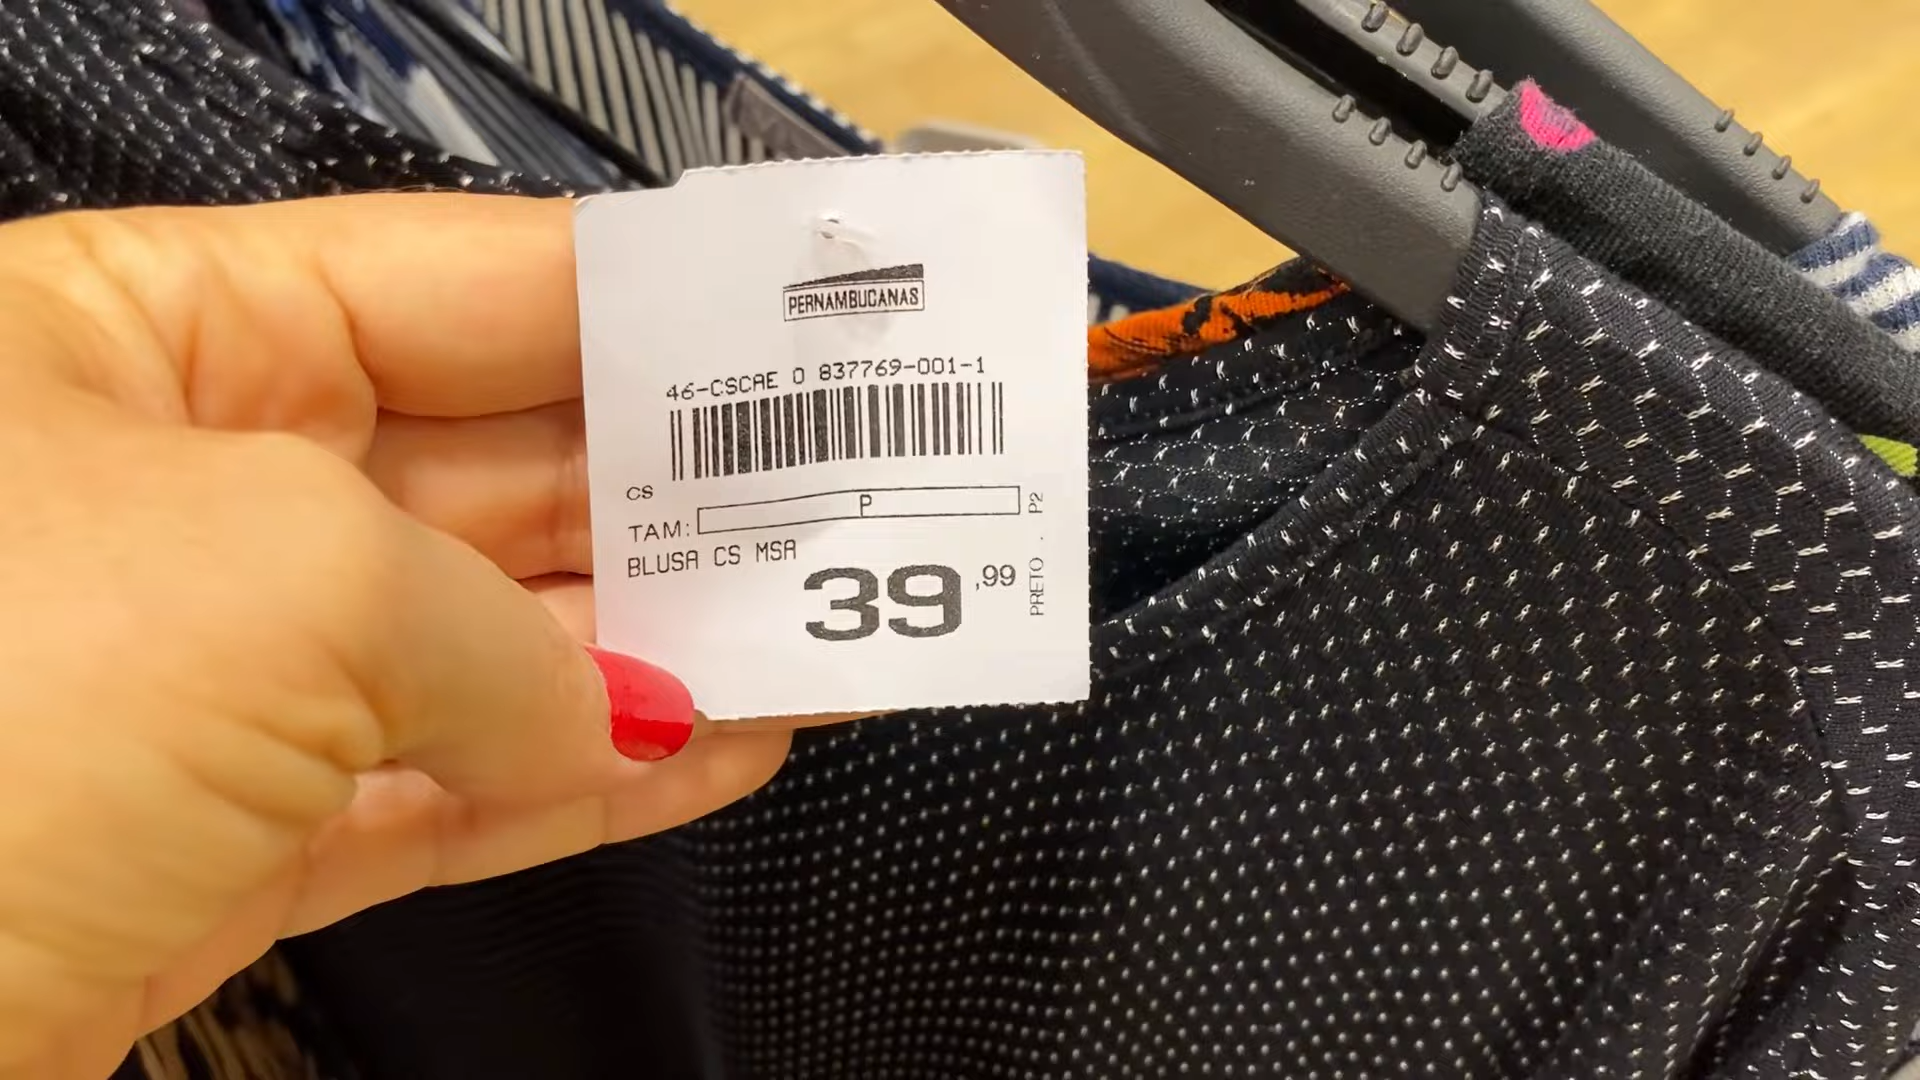 PERNAMBUCANAS
46-CSCAE 0 837769-001-1
CS
TAM: P
BLUSA CS MSA
39,99
PRETO . P2